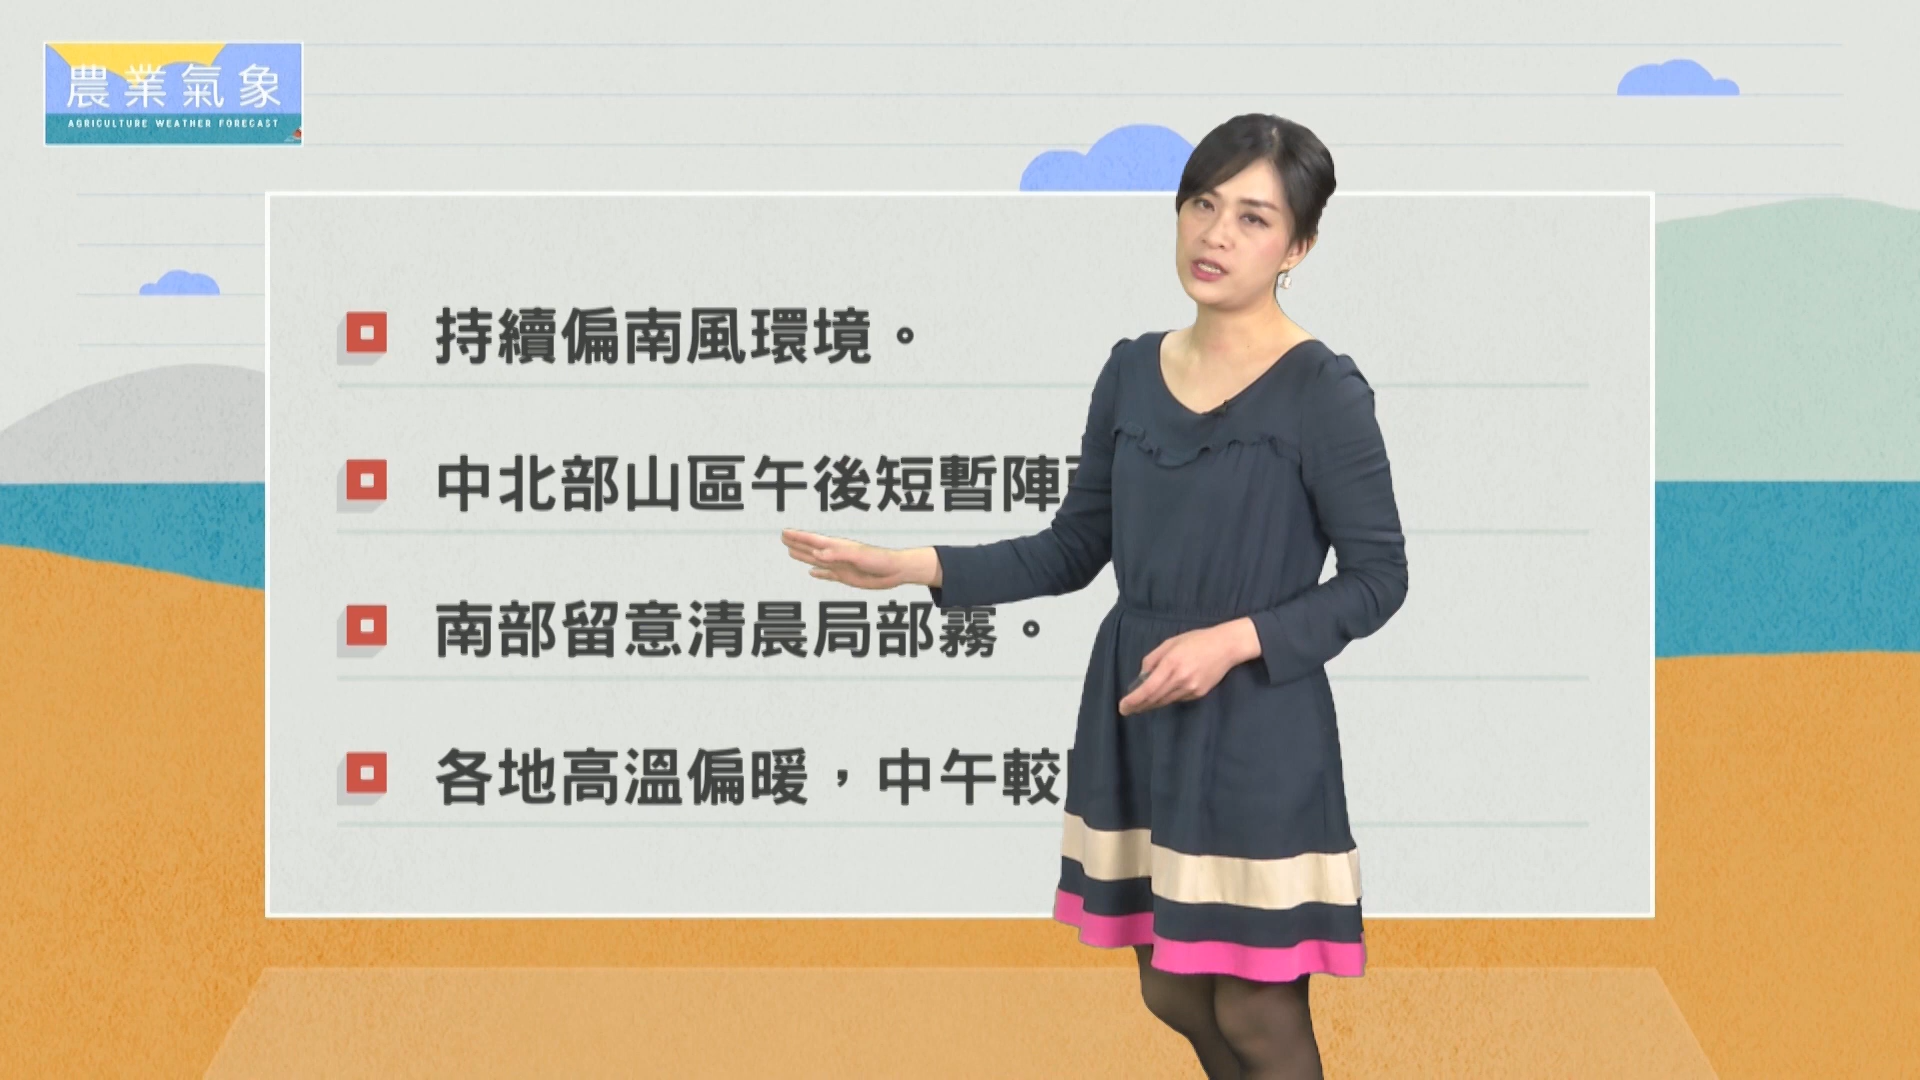 農業氣象
AGRICULTURE WEATHER FORECAST
持續偏南風環境。
中北部山區午後短暫陣
南部留意清晨局部霧。
各地高溫偏暖，中午較